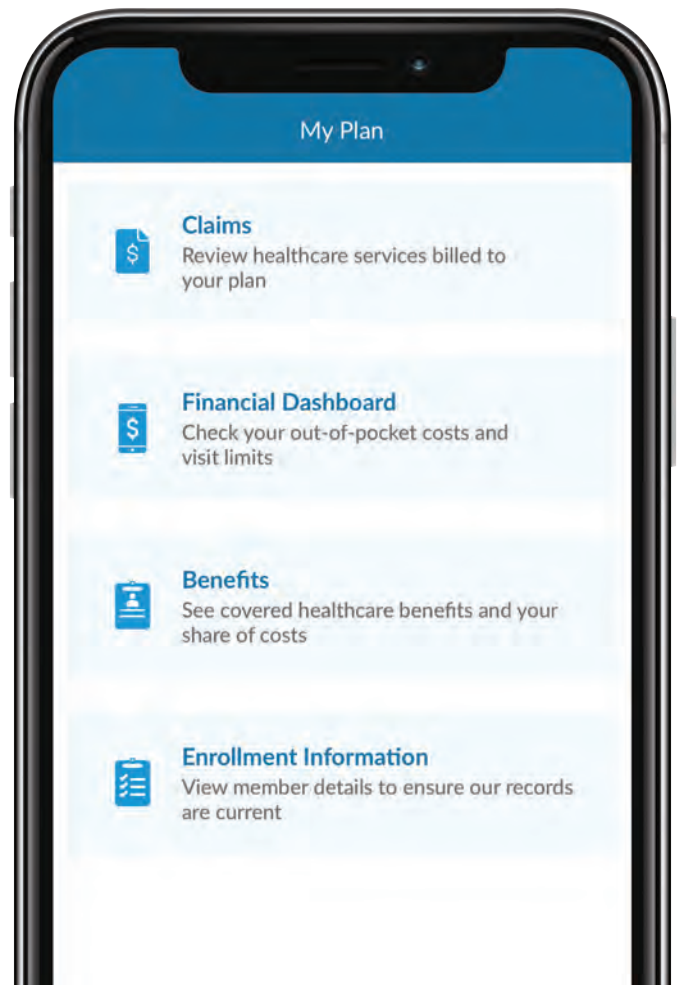 My Plan
Claims
Review healthcare services billed to
your plan
Financial Dashboard
Check your out-of-pocket costs and
visit limits
Benefits
See covered healthcare benefits and your
share of costs
Enrollment Information
View member details to ensure our records
are current